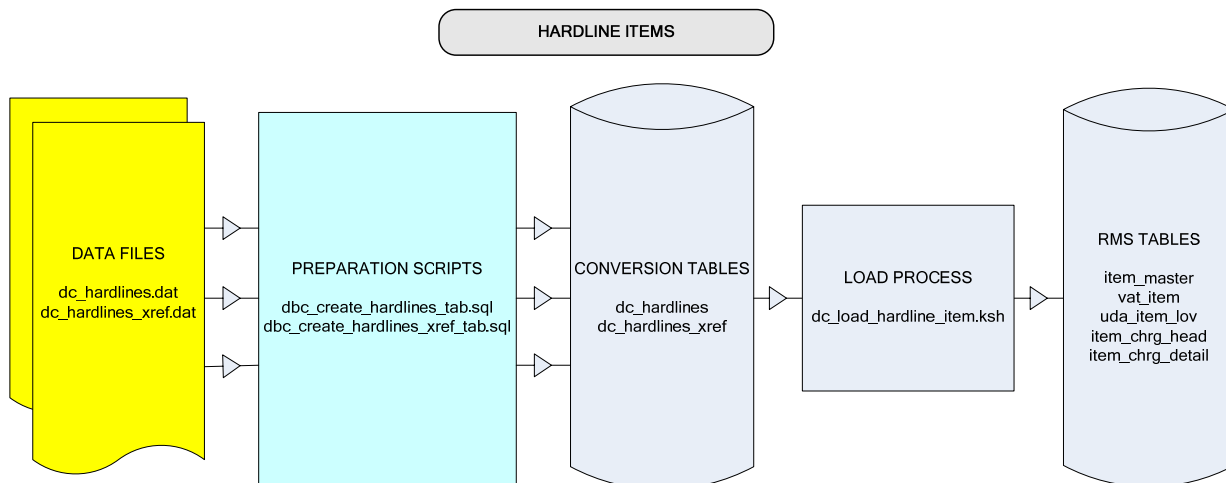 HARDLINE ITEMS
DATA FILES
dc_hardlines.dat
dc_hardlines_xref.dat
PREPARATION SCRIPTS
dbc_create_hardlines_tab.sql
dbc_create_hardlines_xref_tab.sql
CONVERSION TABLES
dc_hardlines
dc_hardlines_xref
LOAD PROCESS
dc_load_hardline_item.ksh
RMS TABLES
item_master
vat_item
uda_item_lov
item_chrg_head
item_chrg_detail